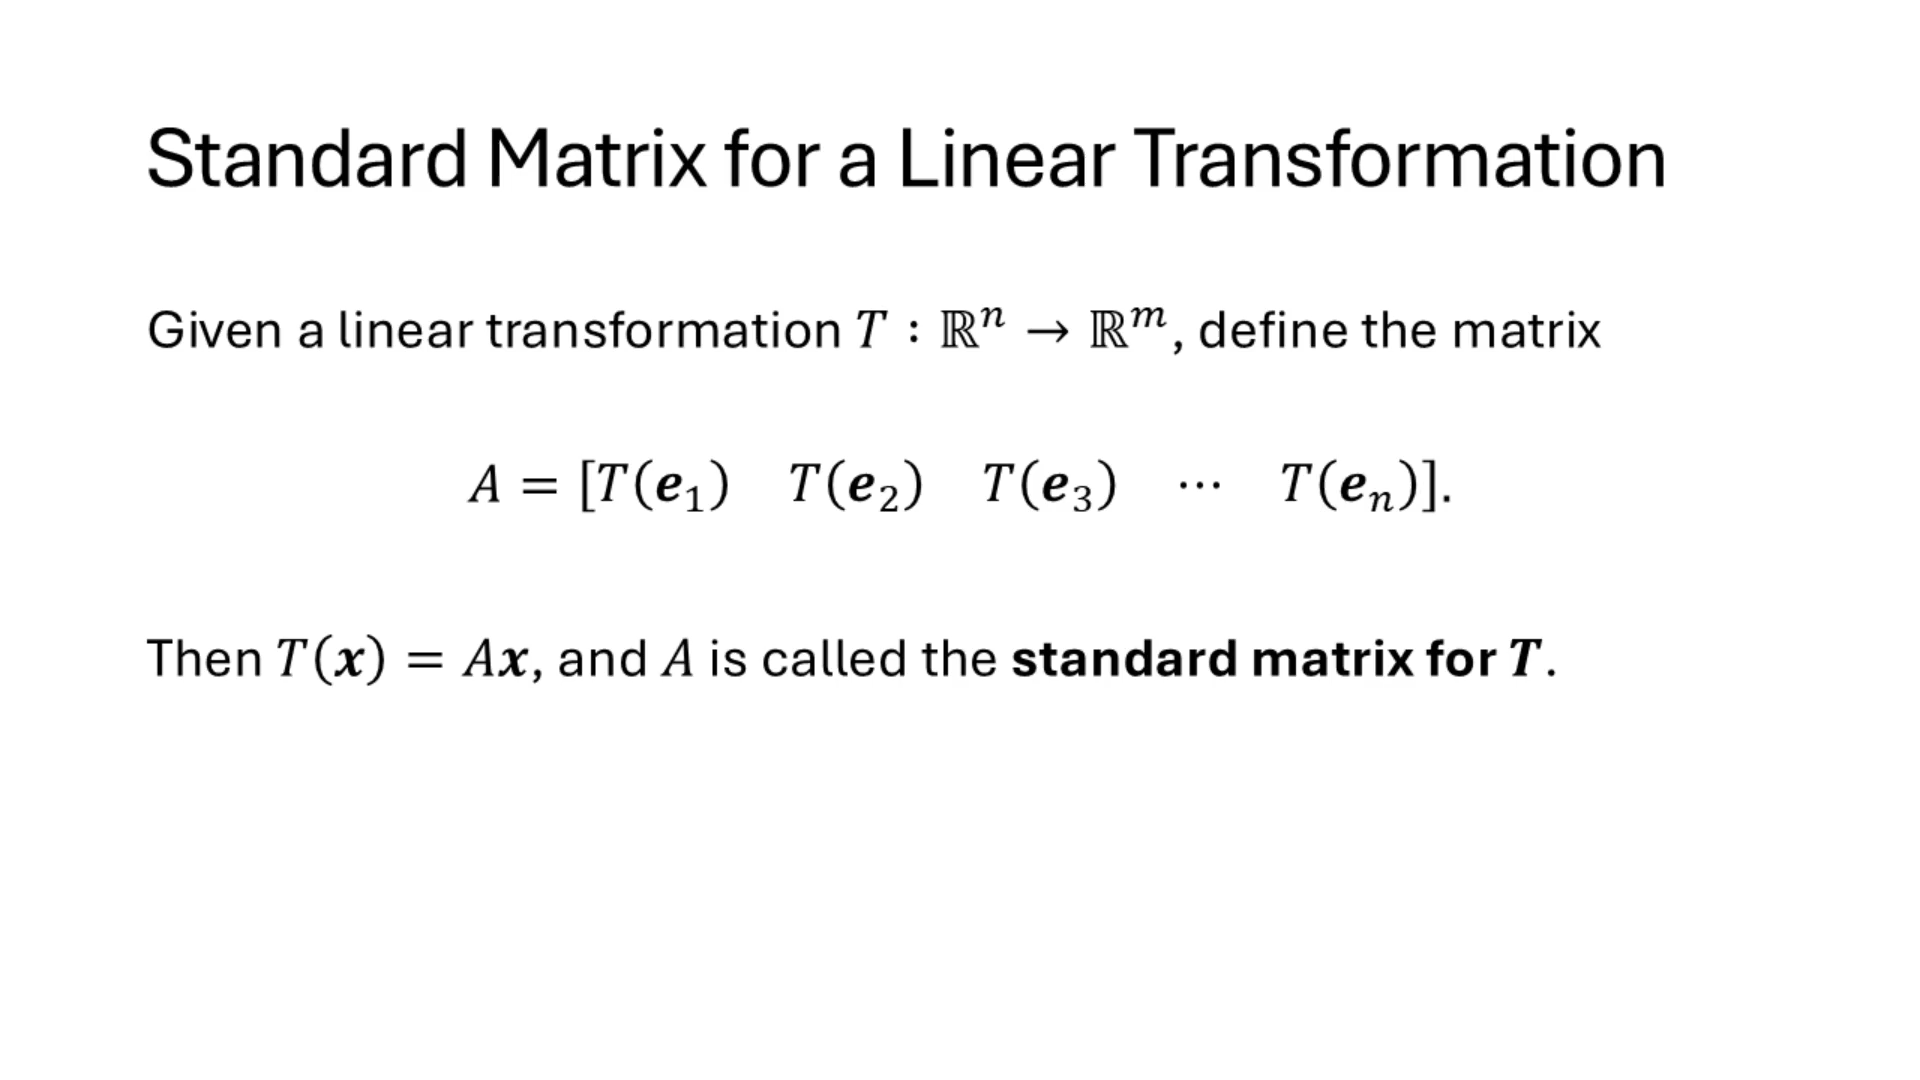 Standard Matrix for a Linear Transformation
Given a linear transformation T : ℝⁿ → ℝᵐ, define the matrix
A = [T(e₁) T(e₂) T(e₃) ⋯ T(eₙ)].
Then T(x) = Ax, and A is called the standard matrix for T.